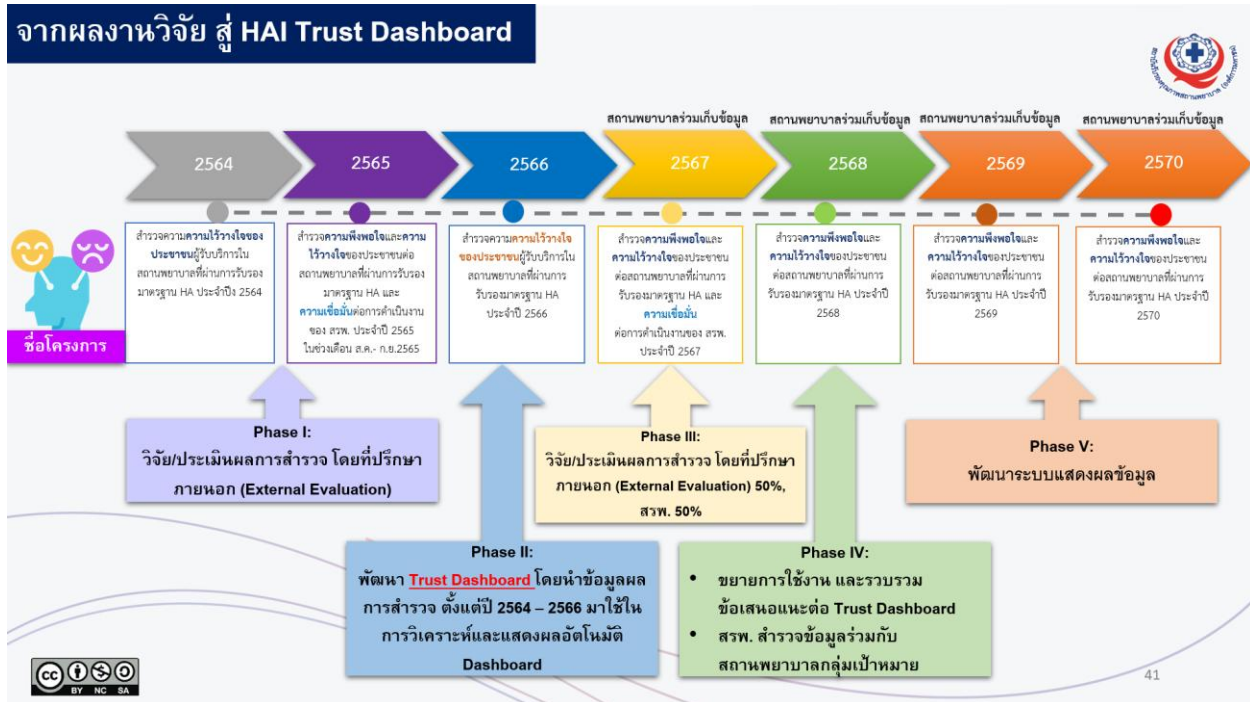 จากผลงานวิจัย สู่ HAI Trust Dashboard
สถาบันรับรองคุณภาพสถานพยาบาล (องค์การมหาชน)
สถานพยาบาลร่วมเก็บข้อมูล
สถานพยาบาลร่วมเก็บข้อมูล
สถานพยาบาลร่วมเก็บข้อมูล
สถานพยาบาลร่วมเก็บข้อมูล
2564
2565
2566
2567
2568
2569
2570
สำรวจความความไว้วางใจของ
ประชาชนผู้รับบริการใน
สถานพยาบาลที่ผ่านการรับรอง
มาตรฐาน HA ประจำปีง 2564
สำรวจความพึงพอใจและความ
ไว้วางใจของประชาชนต่อ
สถานพยาบาลที่ผ่านการรับรอง
มาตรฐาน HA และ
ความเชื่อมั่นต่อการดำเนินงาน
ของ สรพ. ประจำปี 2565
ในช่วงเดือน ส.ค.- ก.ย.2565
สำรวจความความไว้วางใจ
ของประชาชนผู้รับบริการใน
สถานพยาบาลที่ผ่านการ
รับรองมาตรฐาน HA
ประจำปี 2566
สำรวจความพึงพอใจและ
ความไว้วางใจของประชาชน
ต่อสถานพยาบาลที่ผ่านการ
รับรองมาตรฐาน HA และ
ความเชื่อมั่น
ต่อการดำเนินงานของ สรพ.
ประจำปี 2567
สำรวจความพึงพอใจและ
ความไว้วางใจของประชาชน
ต่อสถานพยาบาลที่ผ่านการ
รับรองมาตรฐาน HA ประจำปี
2568
สำรวจความพึงพอใจและ
ความไว้วางใจของประชาชน
ต่อสถานพยาบาลที่ผ่านการ
รับรองมาตรฐาน HA ประจำปี
2569
สำรวจความพึงพอใจและ
ความไว้วางใจของประชาชน
ต่อสถานพยาบาลที่ผ่านการ
รับรองมาตรฐาน HA ประจำปี
2570
ชื่อโครงการ
Phase I:
วิจัย/ประเมินผลการสำรวจ โดยที่ปรึกษา
ภายนอก (External Evaluation)
Phase III:
วิจัย/ประเมินผลการสำรวจ โดยที่ปรึกษา
ภายนอก (External Evaluation) 50%,
สรพ. 50%
Phase V:
พัฒนาระบบแสดงผลข้อมูล
Phase II:
พัฒนา Trust Dashboard โดยนำข้อมูลผล
การสำรวจ ตั้งแต่ปี 2564 – 2566 มาใช้ใน
การวิเคราะห์และแสดงผลอัตโนมัติ
Dashboard
Phase IV:
• ขยายการใช้งาน และรวบรวม
ข้อเสนอแนะต่อ Trust Dashboard
• สรพ. สำรวจข้อมูลร่วมกับ
สถานพยาบาลกลุ่มเป้าหมาย
cc BY NC SA
41